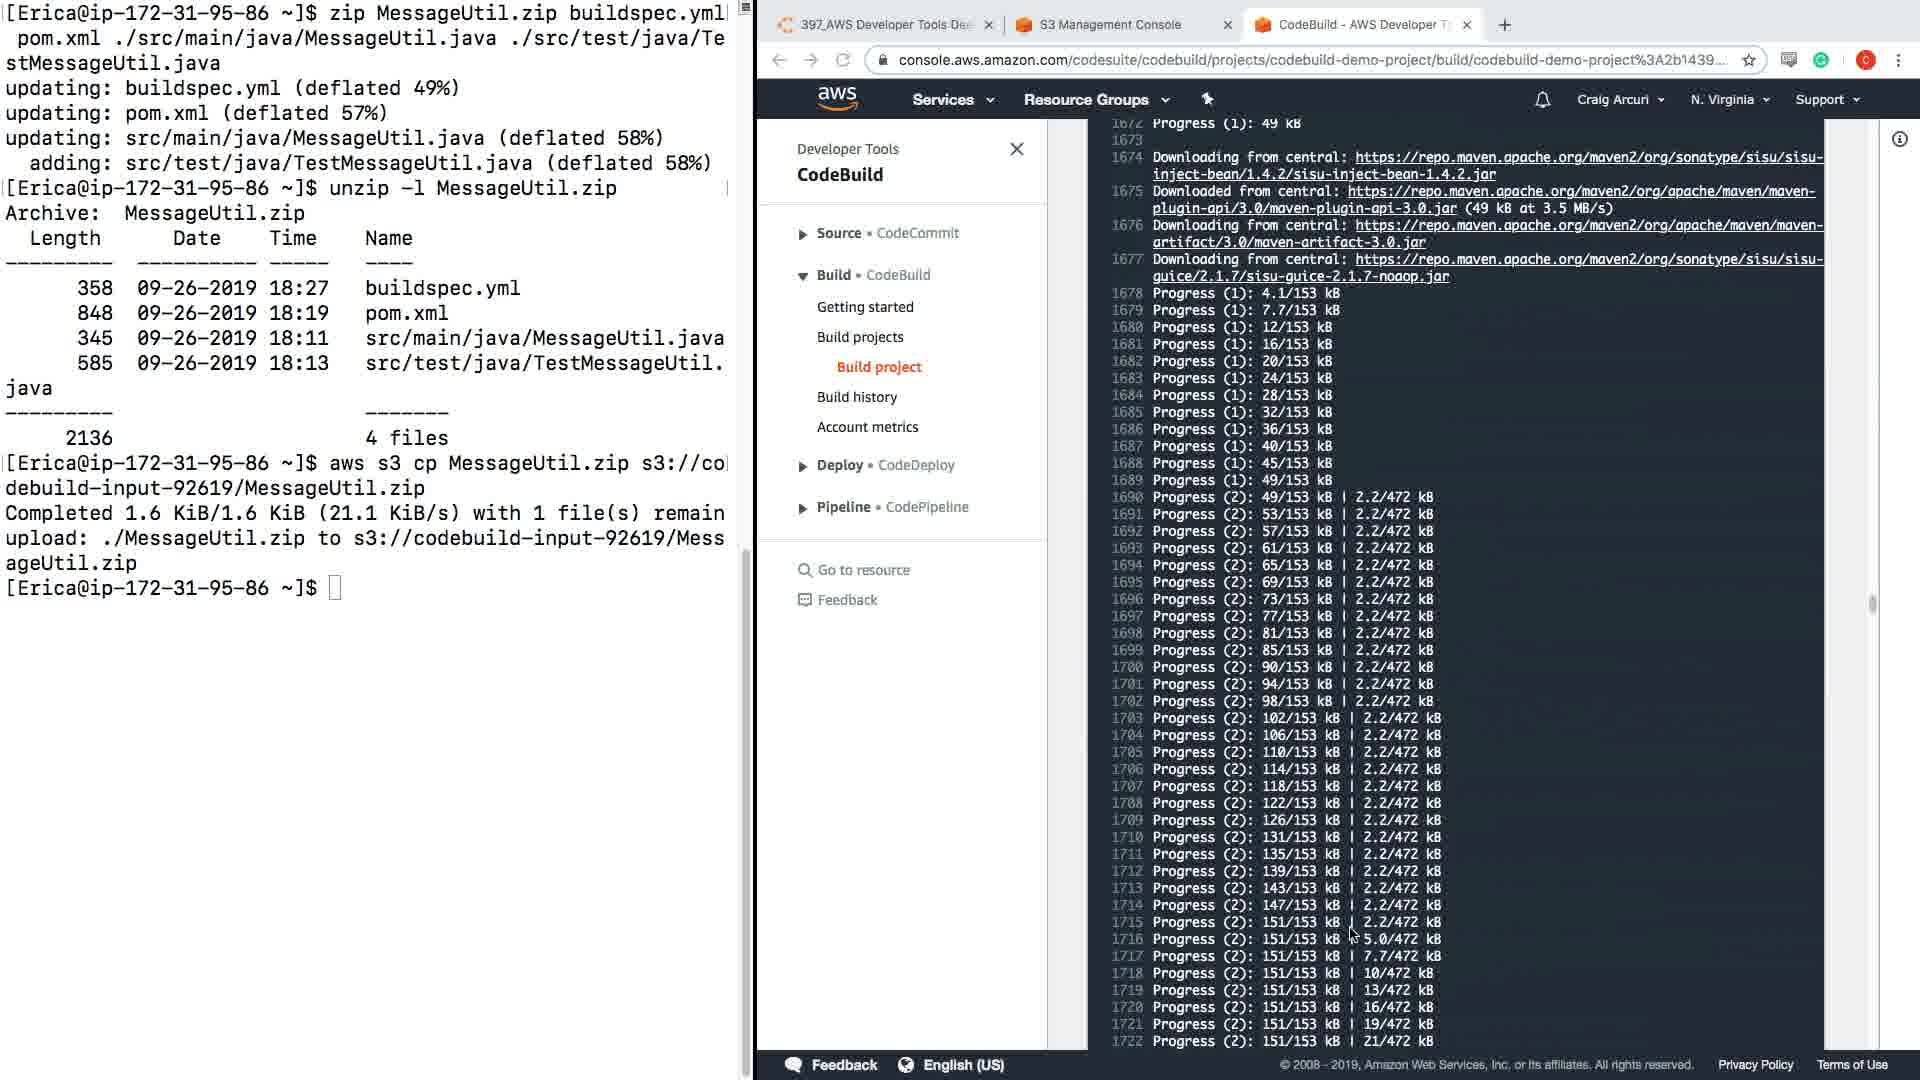 [Erica@ip-172-31-95-86 ~]$ zip MessageUtil.zip buildspec.yml
pom.xml ./src/main/java/MessageUtil.java ./src/test/java/Te
stMessageUtil.java
updating: buildspec.yml (deflated 49%)
updating: pom.xml (deflated 57%)
updating: src/main/java/MessageUtil.java (deflated 58%)
  adding: src/test/java/TestMessageUtil.java (deflated 58%)
[Erica@ip-172-31-95-86 ~]$ unzip -l MessageUtil.zip
Archive:  MessageUtil.zip
  Length      Date    Time    Name
---------  ---------- -----   ----
      358  09-26-2019 18:27   buildspec.yml
      848  09-26-2019 18:19   pom.xml
      345  09-26-2019 18:11   src/main/java/MessageUtil.java
      585  09-26-2019 18:13   src/test/java/TestMessageUtil.
java
---------                     -------
     2136                     4 files
[Erica@ip-172-31-95-86 ~]$ aws s3 cp MessageUtil.zip s3://co
debuild-input-92619/MessageUtil.zip
Completed 1.6 KiB/1.6 KiB (21.1 KiB/s) with 1 file(s) remain
upload: ./MessageUtil.zip to s3://codebuild-input-92619/Mess
ageUtil.zip
[Erica@ip-172-31-95-86 ~]$
397_AWS Developer Tools Dee
S3 Management Console
CodeBuild - AWS Developer T
console.aws.amazon.com/codesuite/codebuild/projects/codebuild-demo-project/build/codebuild-demo-project%3A2b1439...
C
aws
Services
Resource Groups
Craig Arcuri
N. Virginia
Support
Developer Tools
CodeBuild
Source • CodeCommit
Build • CodeBuild
Getting started
Build projects
Build project
Build history
Account metrics
Deploy • CodeDeploy
Pipeline • CodePipeline
Go to resource
Feedback
1672 Progress (1): 49 kB
1673
1674 Downloading from central: https://repo.maven.apache.org/maven2/org/sonatype/sisu/sisu-
inject-bean/1.4.2/sisu-inject-bean-1.4.2.jar
1675 Downloaded from central: https://repo.maven.apache.org/maven2/org/apache/maven/maven-
plugin-api/3.0/maven-plugin-api-3.0.jar (49 kB at 3.5 MB/s)
1676 Downloading from central: https://repo.maven.apache.org/maven2/org/apache/maven/maven-
artifact/3.0/maven-artifact-3.0.jar
1677 Downloading from central: https://repo.maven.apache.org/maven2/org/sonatype/sisu/sisu-
guice/2.1.7/sisu-guice-2.1.7-noaop.jar
1678 Progress (1): 4.1/153 kB
1679 Progress (1): 7.7/153 kB
1680 Progress (1): 12/153 kB
1681 Progress (1): 16/153 kB
1682 Progress (1): 20/153 kB
1683 Progress (1): 24/153 kB
1684 Progress (1): 28/153 kB
1685 Progress (1): 32/153 kB
1686 Progress (1): 36/153 kB
1687 Progress (1): 40/153 kB
1688 Progress (1): 45/153 kB
1689 Progress (1): 49/153 kB
1690 Progress (2): 49/153 kB | 2.2/472 kB
1691 Progress (2): 53/153 kB | 2.2/472 kB
1692 Progress (2): 57/153 kB | 2.2/472 kB
1693 Progress (2): 61/153 kB | 2.2/472 kB
1694 Progress (2): 65/153 kB | 2.2/472 kB
1695 Progress (2): 69/153 kB | 2.2/472 kB
1696 Progress (2): 73/153 kB | 2.2/472 kB
1697 Progress (2): 77/153 kB | 2.2/472 kB
1698 Progress (2): 81/153 kB | 2.2/472 kB
1699 Progress (2): 85/153 kB | 2.2/472 kB
1700 Progress (2): 90/153 kB | 2.2/472 kB
1701 Progress (2): 94/153 kB | 2.2/472 kB
1702 Progress (2): 98/153 kB | 2.2/472 kB
1703 Progress (2): 102/153 kB | 2.2/472 kB
1704 Progress (2): 106/153 kB | 2.2/472 kB
1705 Progress (2): 110/153 kB | 2.2/472 kB
1706 Progress (2): 114/153 kB | 2.2/472 kB
1707 Progress (2): 118/153 kB | 2.2/472 kB
1708 Progress (2): 122/153 kB | 2.2/472 kB
1709 Progress (2): 126/153 kB | 2.2/472 kB
1710 Progress (2): 131/153 kB | 2.2/472 kB
1711 Progress (2): 135/153 kB | 2.2/472 kB
1712 Progress (2): 139/153 kB | 2.2/472 kB
1713 Progress (2): 143/153 kB | 2.2/472 kB
1714 Progress (2): 147/153 kB | 2.2/472 kB
1715 Progress (2): 151/153 kB | 2.2/472 kB
1716 Progress (2): 151/153 kB | 5.0/472 kB
1717 Progress (2): 151/153 kB | 7.7/472 kB
1718 Progress (2): 151/153 kB | 10/472 kB
1719 Progress (2): 151/153 kB | 13/472 kB
1720 Progress (2): 151/153 kB | 16/472 kB
1721 Progress (2): 151/153 kB | 19/472 kB
1722 Progress (2): 151/153 kB | 21/472 kB
Feedback
English (US)
© 2008 - 2019, Amazon Web Services, Inc. or its affiliates. All rights reserved.
Privacy Policy
Terms of Use